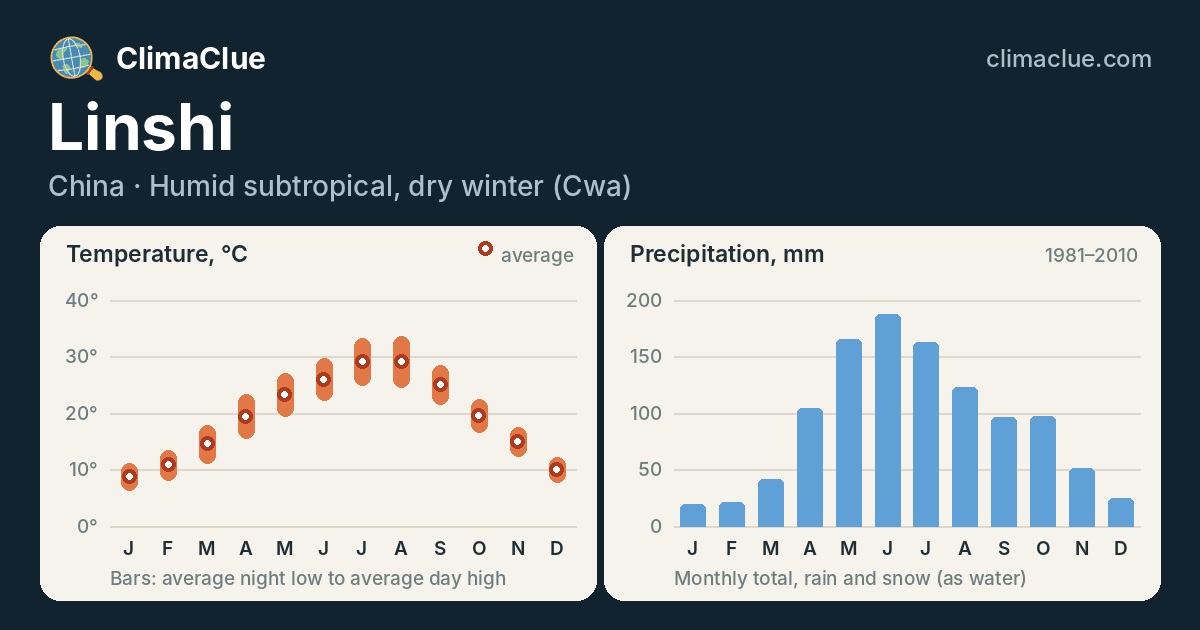 ClimaClue
climaclue.com
Linshi
China · Humid subtropical, dry winter (Cwa)
Temperature, °C
average
40°
30°
20°
10°
0°
J F M A M J J A S O N D
Bars: average night low to average day high
Precipitation, mm
1981–2010
200
150
100
50
0
J F M A M J J A S O N D
Monthly total, rain and snow (as water)